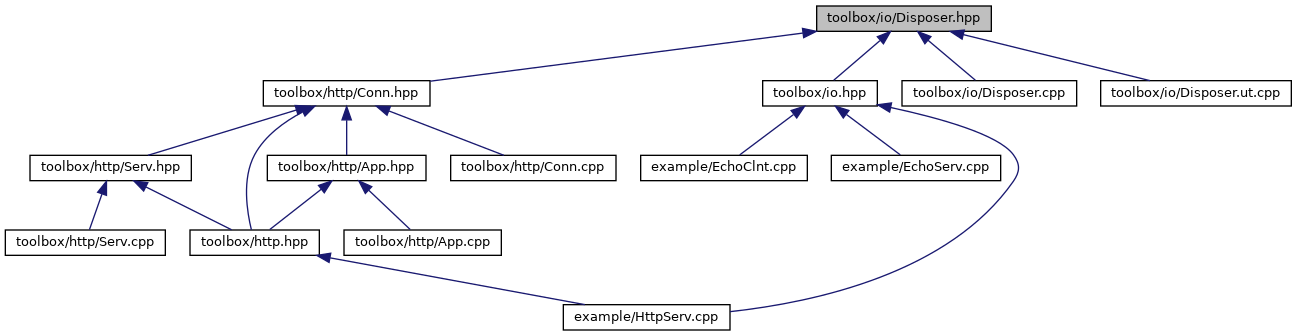 toolbox/io/Disposer.hpp
toolbox/http/Conn.hpp
toolbox/io.hpp
toolbox/io/Disposer.cpp
toolbox/io/Disposer.ut.cpp
toolbox/http/Serv.hpp
toolbox/http/App.hpp
toolbox/http/Conn.cpp
example/EchoClnt.cpp
example/EchoServ.cpp
toolbox/http/Serv.cpp
toolbox/http.hpp
toolbox/http/App.cpp
example/HttpServ.cpp